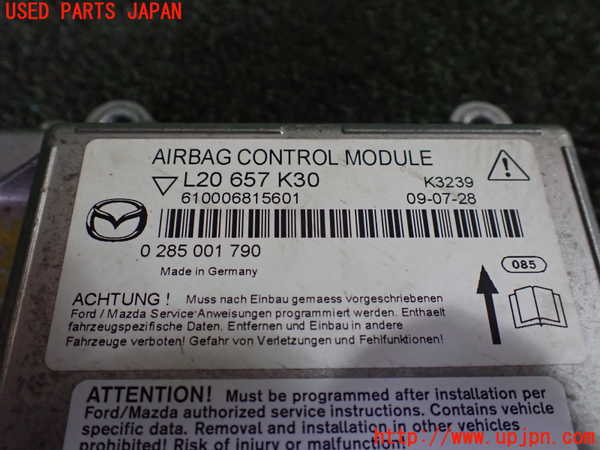 USED PARTS JAPAN
AIRBAG CONTROL MODULE
L20 657 K30
K3239
610006815601
09-07-28
0 285 001 790
Made in Germany
085
ACHTUNG ! Muss nach Einbau gemaess vorgeschriebenen
Ford / Mazda Service-Anweisungen programmiert werden. Enthaelt
fahrzeugspezifische Daten. Entfernen und Einbau in andere
Fahrzeuge verboten! Gefahr von Verletzungen und Fehlfunktionen!
ATTENTION! Must be programmed after installation per
Ford/Mazda authorized service instructions. Contains vehicle
specific data. Removal and installation in other vehicles
prohibited! Risk of injury or malfunction!
http://www.upjpn.com/